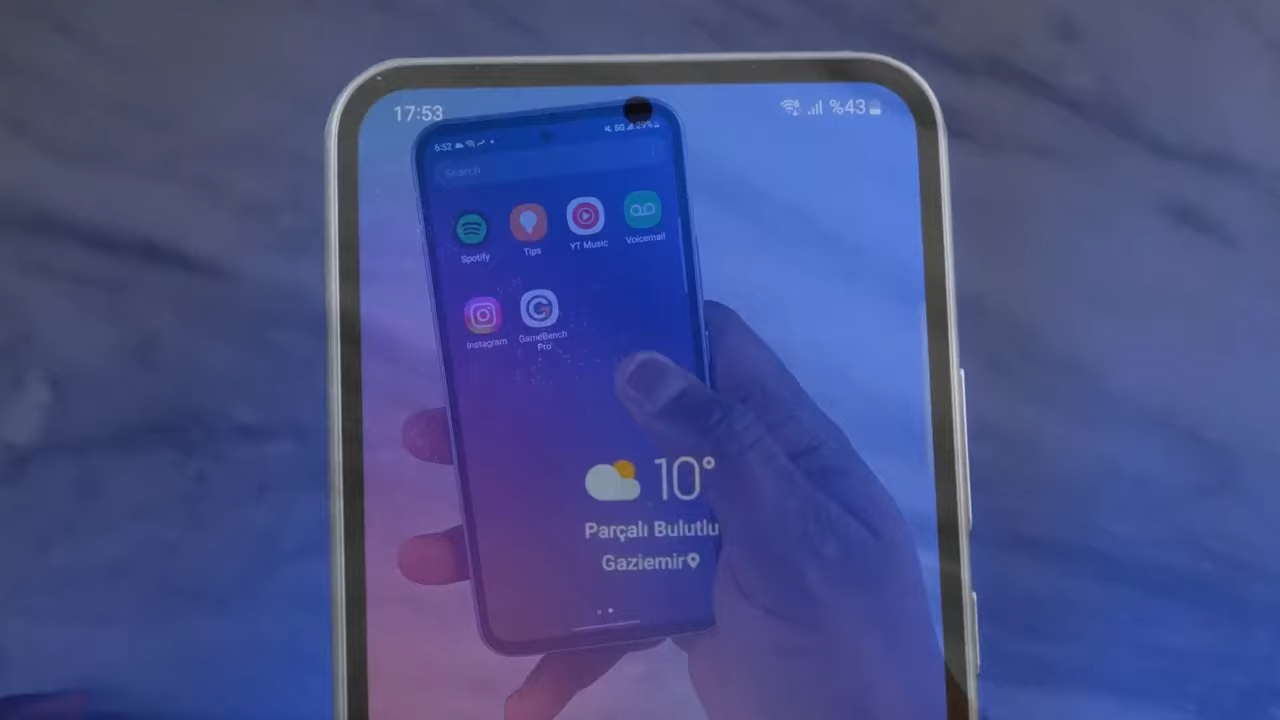 17:53
%43
6:52
5G 29%
Search
Spotify
Tips
YT Music
Voicemail
Instagram
GameBench
Pro
10°
Parçalı Bulutlu
Gaziemir